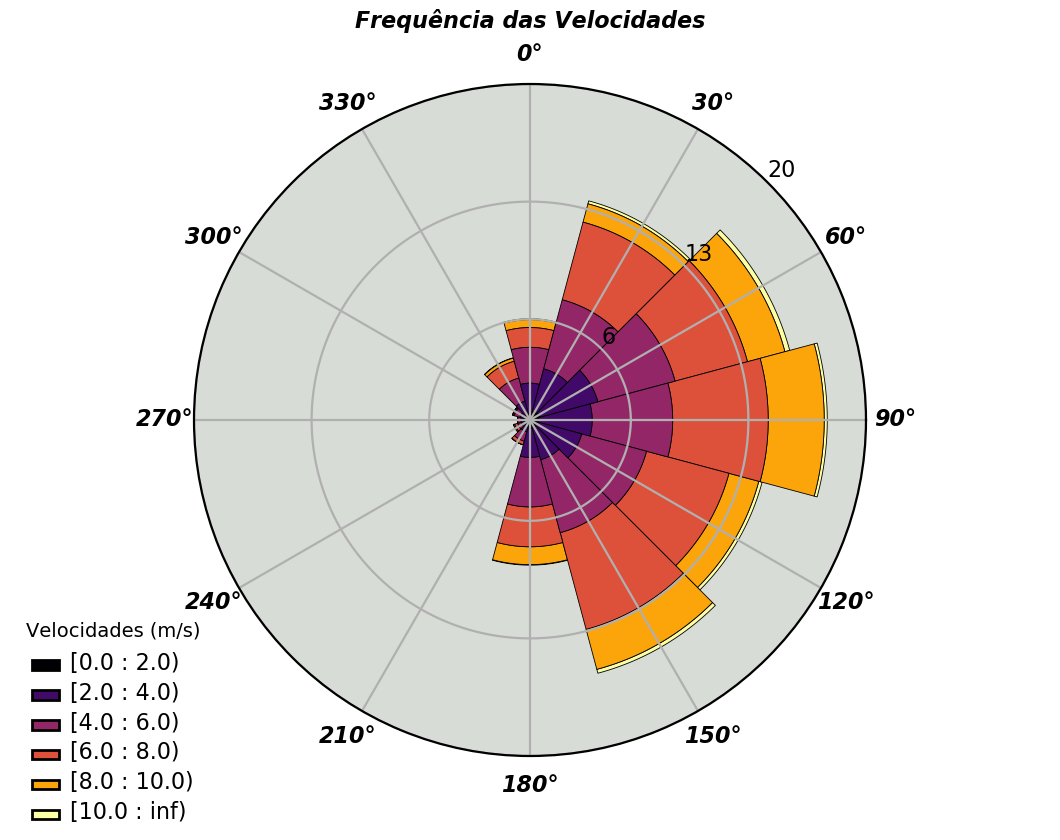 Frequência das Velocidades
0°
330°
30°
20
300°
60°
13
6
270°
90°
240°
120°
210°
150°
180°
Velocidades (m/s)
[0.0 : 2.0)
[2.0 : 4.0)
[4.0 : 6.0)
[6.0 : 8.0)
[8.0 : 10.0)
[10.0 : inf)